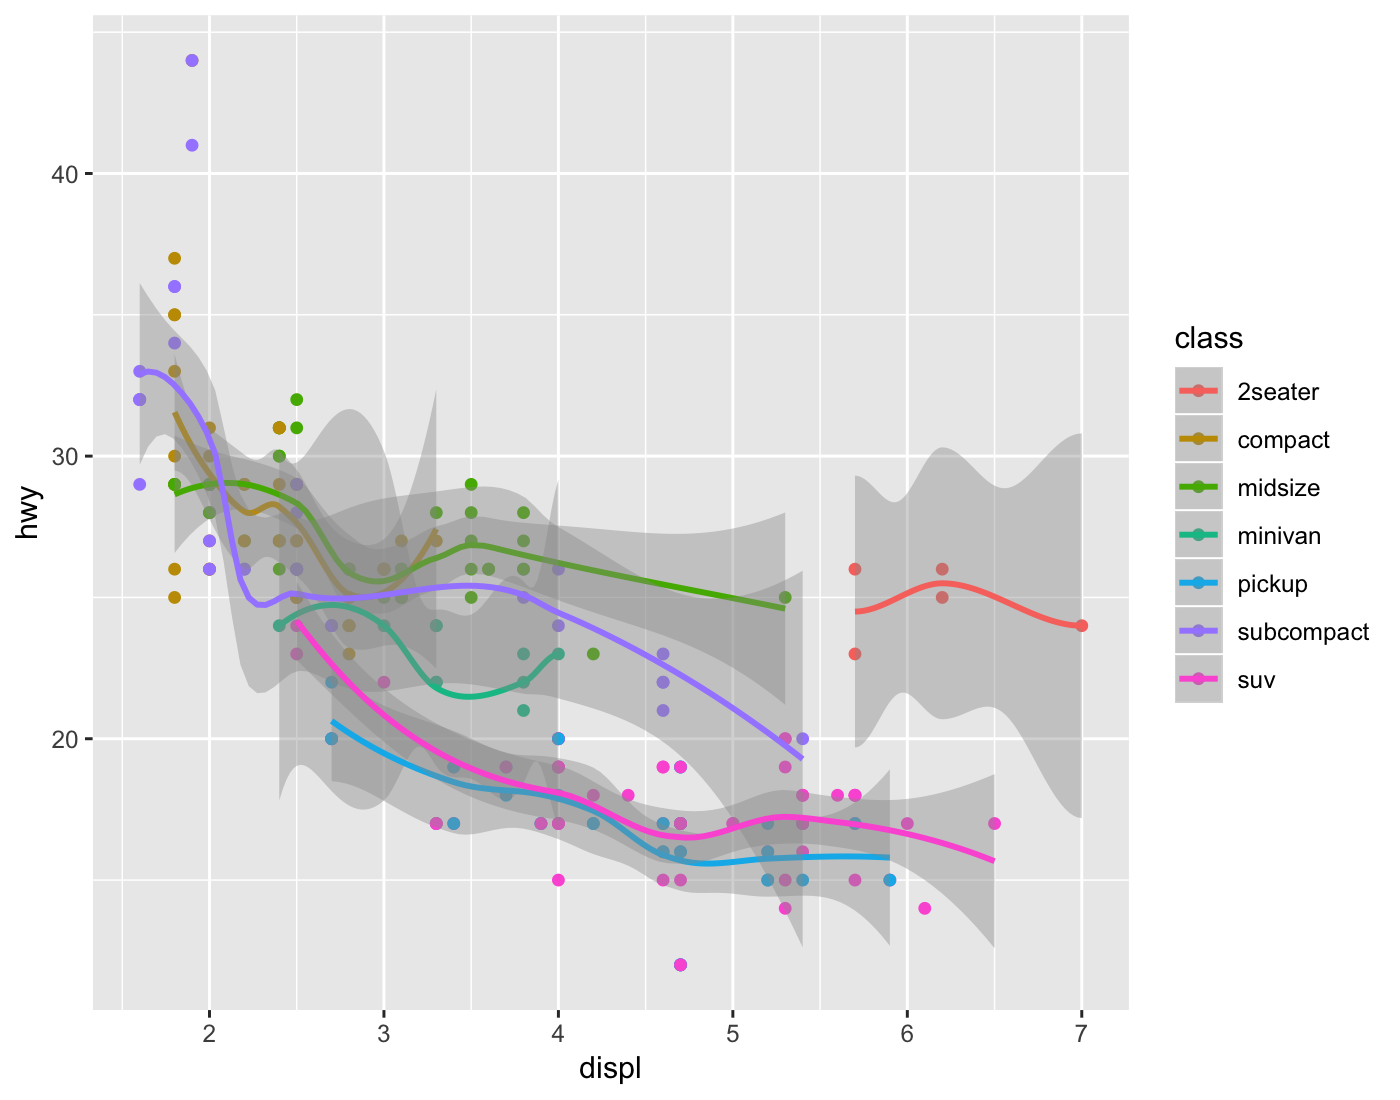 hwy
40
30
20
2 3 4 5 6 7
displ
class
2seater
compact
midsize
minivan
pickup
subcompact
suv